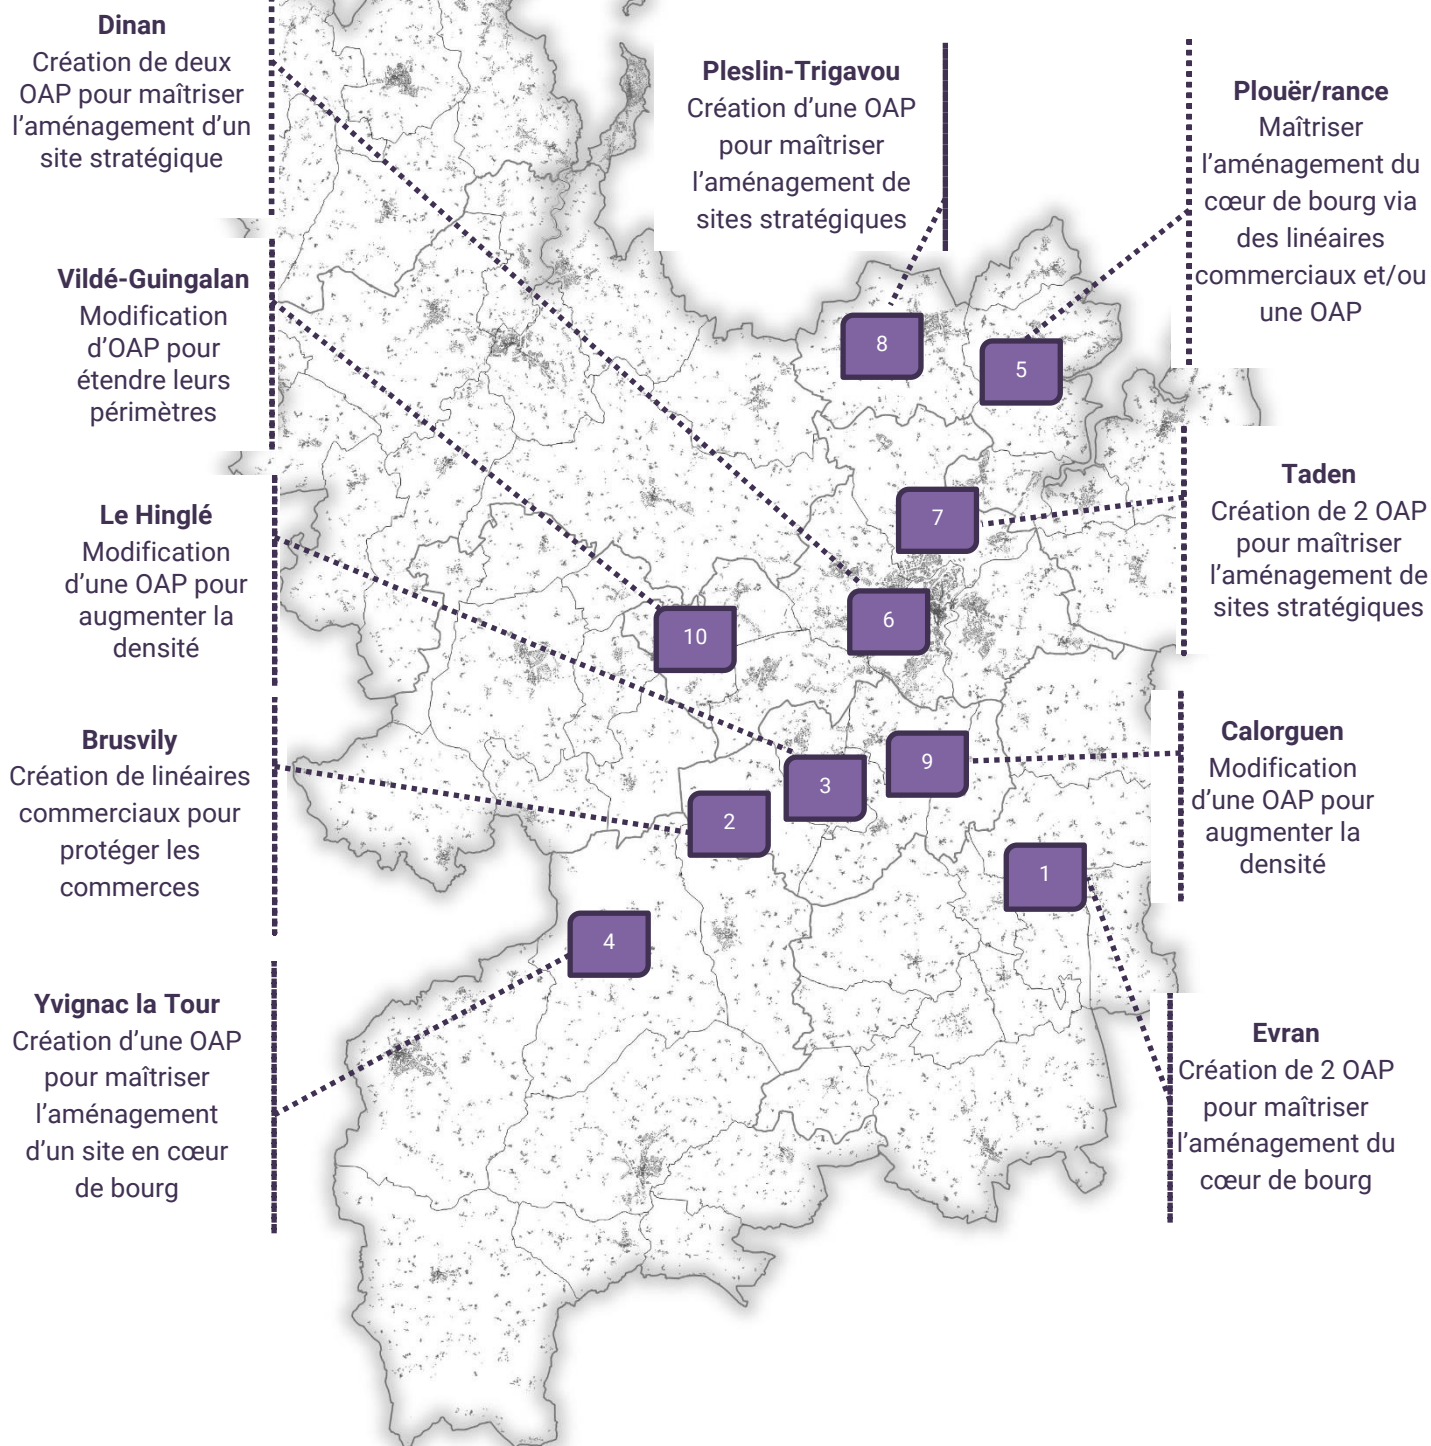 Dinan
Création de deux
OAP pour maîtriser
l’aménagement d’un
site stratégique
Vildé-Guingalan
Modification
d’OAP pour
étendre leurs
périmètres
Le Hinglé
Modification
d’une OAP pour
augmenter la
densité
Brusvily
Création de linéaires
commerciaux pour
protéger les
commerces
Yvignac la Tour
Création d’une OAP
pour maîtriser
l’aménagement
d’un site en cœur
de bourg
Pleslin-Trigavou
Création d’une OAP
pour maîtriser
l’aménagement de
sites stratégiques
Plouër/rance
Maîtriser
l’aménagement du
cœur de bourg via
des linéaires
commerciaux et/ou
une OAP
Taden
Création de 2 OAP
pour maîtriser
l’aménagement de
sites stratégiques
Calorguen
Modification
d’une OAP pour
augmenter la
densité
Evran
Création de 2 OAP
pour maîtriser
l’aménagement du
cœur de bourg
8
5
7
6
10
9
3
2
1
4